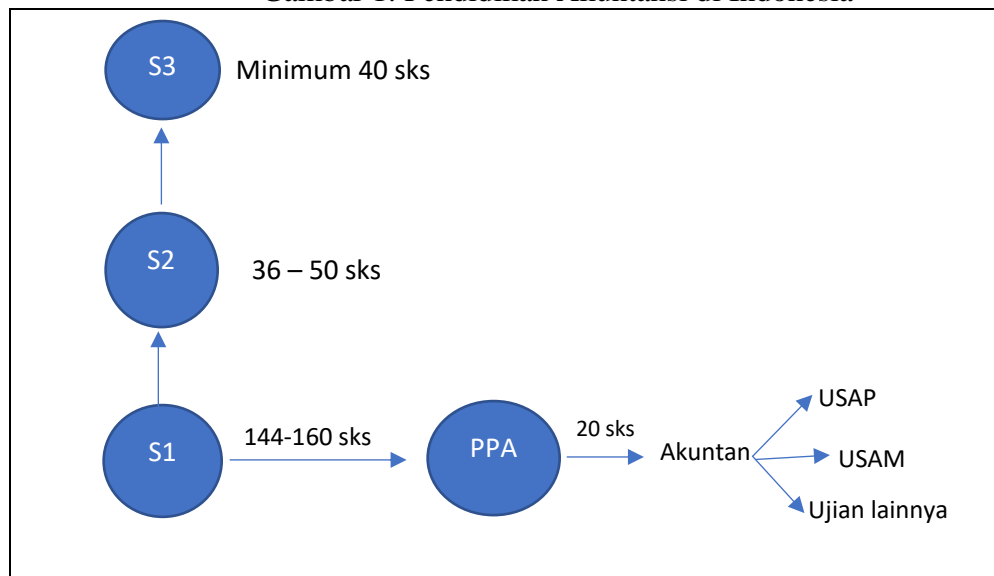 S3
Minimum 40 sks
S2
36 – 50 sks
S1
144-160 sks
PPA
20 sks
Akuntan
USAP
USAM
Ujian lainnya